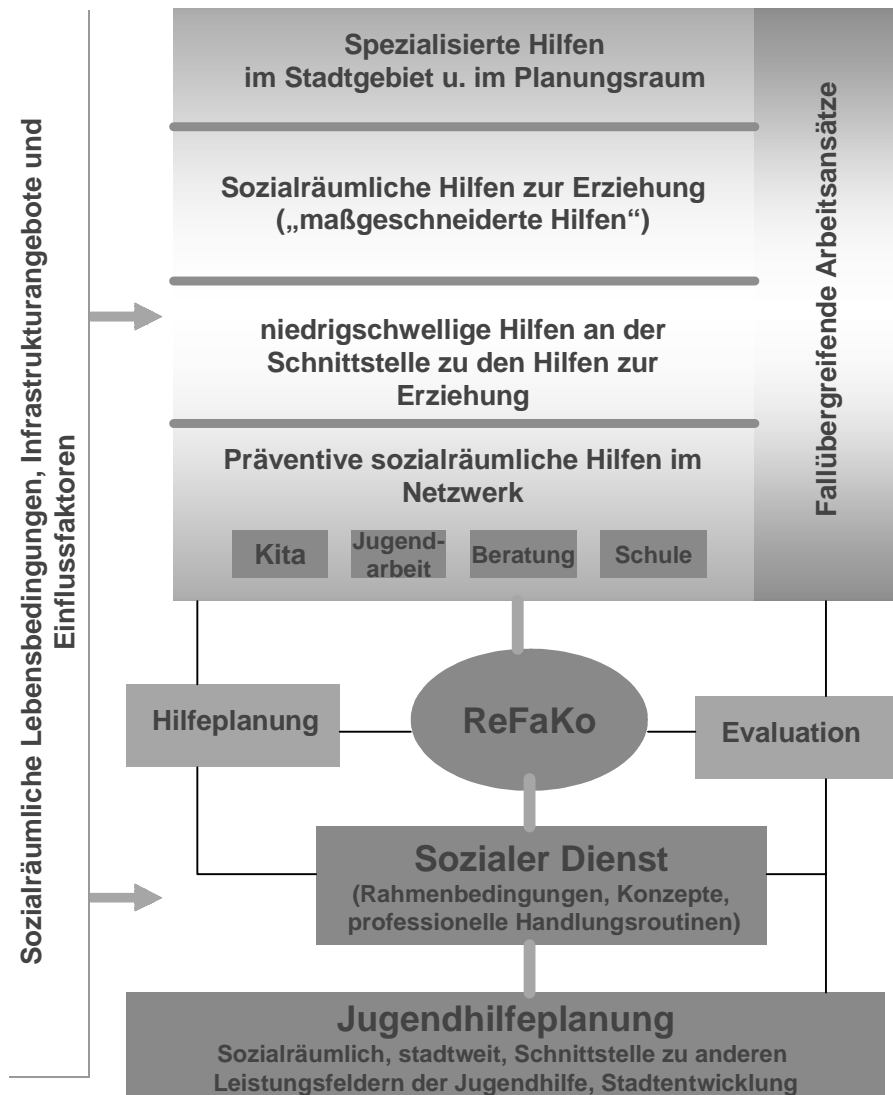 Sozialräumliche Lebensbedingungen, Infrastrukturangebote und
Einflussfaktoren
Spezialisierte Hilfen
im Stadtgebiet u. im Planungsraum
Sozialräumliche Hilfen zur Erziehung
(„maßgeschneiderte Hilfen“)
niedrigschwellige Hilfen an der
Schnittstelle zu den Hilfen zur
Erziehung
Präventive sozialräumliche Hilfen im
Netzwerk
Kita
Jugend-
arbeit
Beratung
Schule
Fallübergreifende Arbeitsansätze
Hilfeplanung
ReFaKo
Evaluation
Sozialer Dienst
(Rahmenbedingungen, Konzepte,
professionelle Handlungsroutinen)
Jugendhilfeplanung
Sozialräumlich, stadtweit, Schnittstelle zu anderen
Leistungsfeldern der Jugendhilfe, Stadtentwicklung